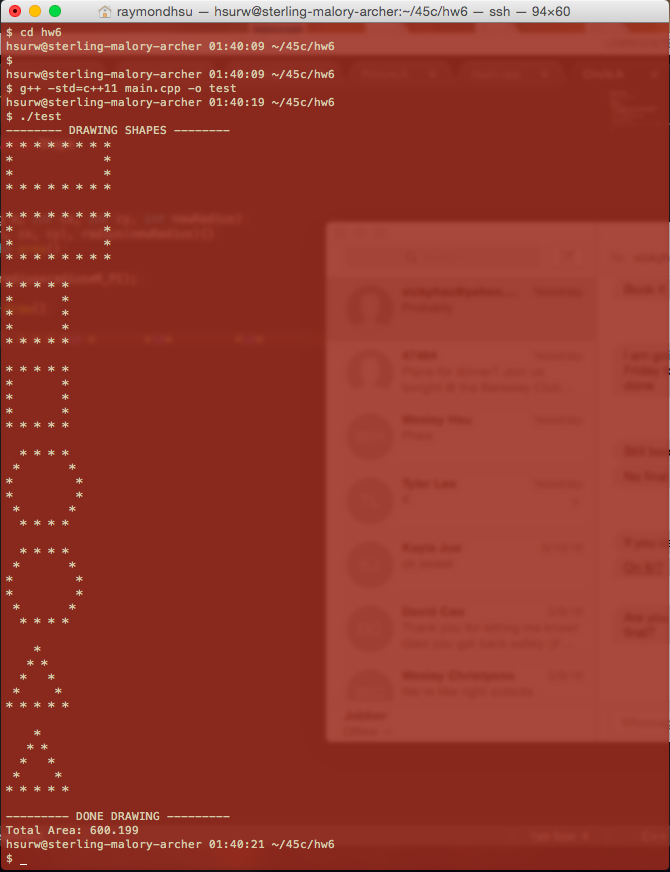 raymondhsu — hsurw@sterling-malory-archer:~/45c/hw6 — ssh — 94×60
$ cd hw6
hsurw@sterling-malory-archer 01:40:09 ~/45c/hw6
$
hsurw@sterling-malory-archer 01:40:09 ~/45c/hw6
$ g++ -std=c++11 main.cpp -o test
hsurw@sterling-malory-archer 01:40:19 ~/45c/hw6
$ ./test
-------- DRAWING SHAPES --------
* * * * * * * *
*             *
*             *
* * * * * * * *

* * * * * * * *
*             *
*             *
* * * * * * * *

* * * * *
*       *
*       *
*       *
* * * * *

* * * * *
*       *
*       *
*       *
* * * * *

  * * * *
 *       *
*         *
*         *
 *       *
  * * * *

  * * * *
 *       *
*         *
*         *
 *       *
  * * * *

    *
   * *
  *   *
 *     *
* * * * *

    *
   * *
  *   *
 *     *
* * * * *

--------- DONE DRAWING ---------
Total Area: 600.199
hsurw@sterling-malory-archer 01:40:21 ~/45c/hw6
$ _